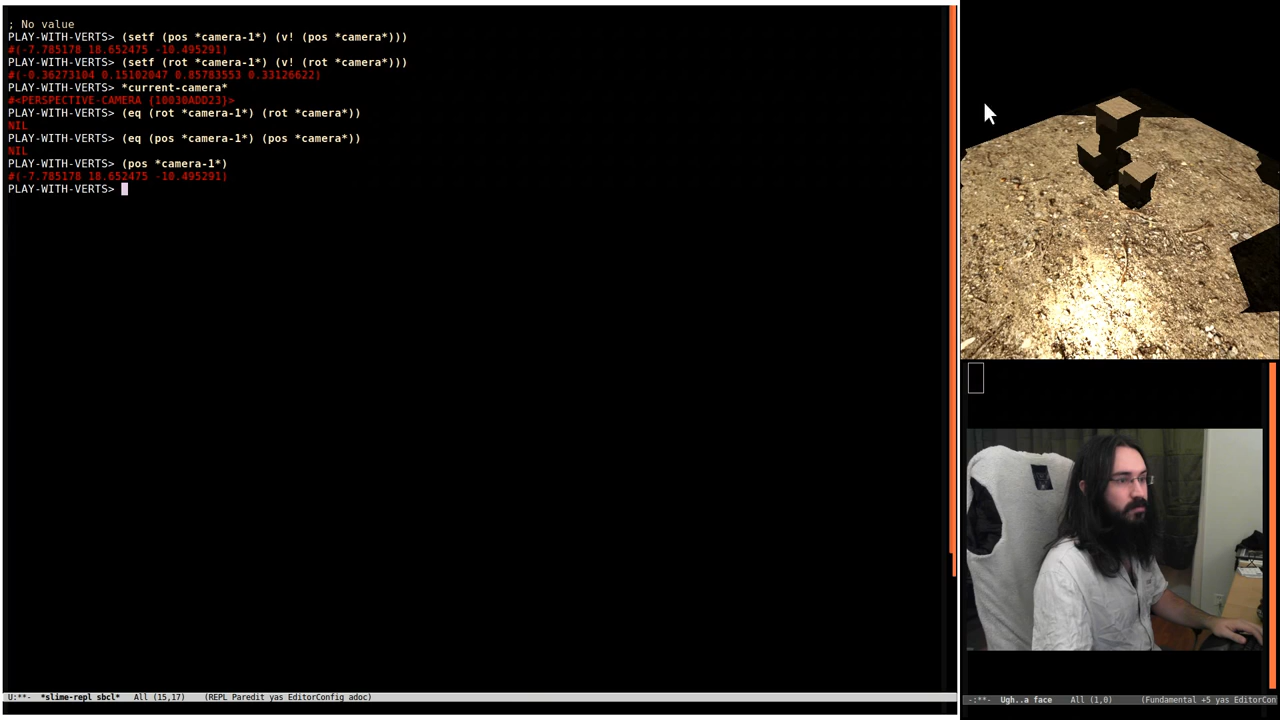 ; No value
PLAY-WITH-VERTS> (setf (pos *camera-1*) (v! (pos *camera*)))
#(-7.785178 18.652475 -10.495291)
PLAY-WITH-VERTS> (setf (rot *camera-1*) (v! (rot *camera*)))
#(-0.36273104 0.15102047 0.85783553 0.33126622)
PLAY-WITH-VERTS> *current-camera*
#<PERSPECTIVE-CAMERA {10030ADD23}>
PLAY-WITH-VERTS> (eq (rot *camera-1*) (rot *camera*))
NIL
PLAY-WITH-VERTS> (eq (pos *camera-1*) (pos *camera*))
NIL
PLAY-WITH-VERTS> (pos *camera-1*)
#(-7.785178 18.652475 -10.495291)
PLAY-WITH-VERTS>
U:**-  *slime-repl sbcl*   All (15,17)    (REPL Paredit yas EditorConfig adoc)
-:**-  Ugh..a face    All (1,0)      (Fundamental +5 yas EditorCon